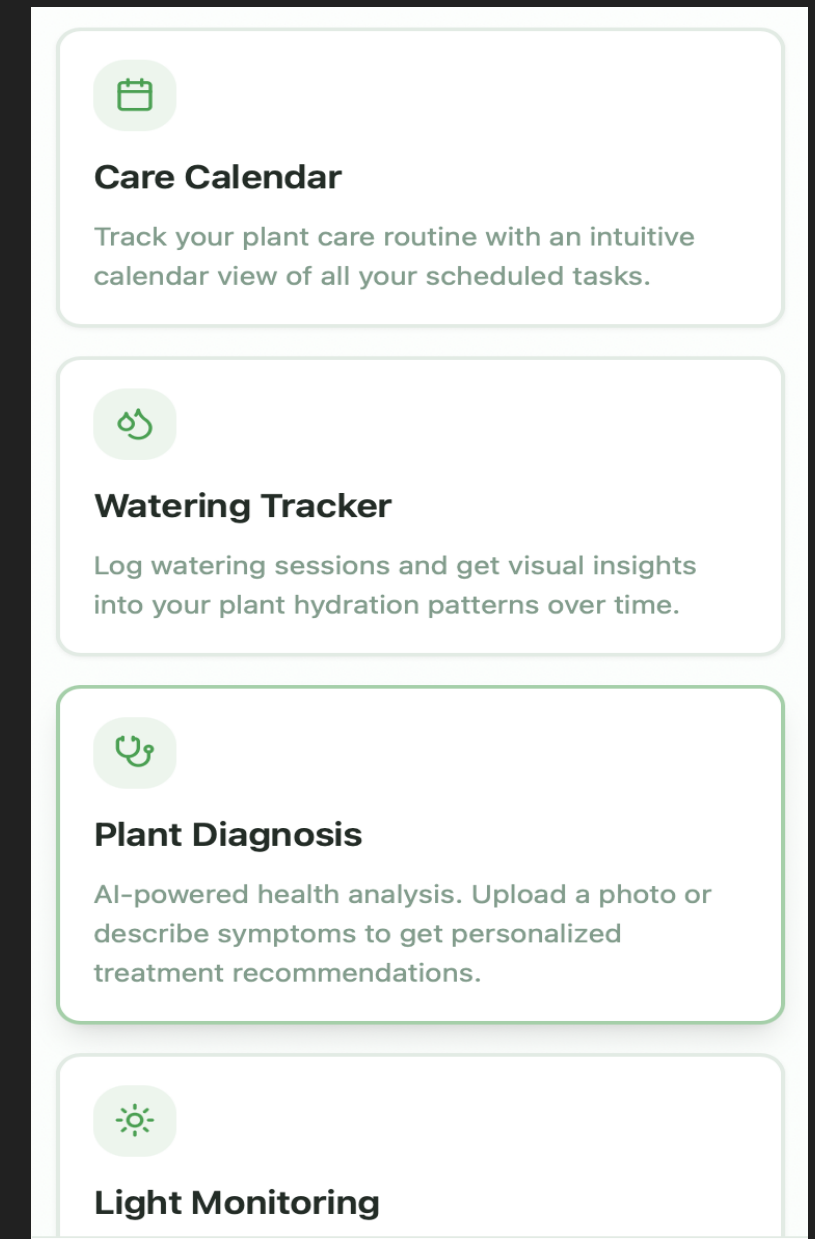 Care Calendar
Track your plant care routine with an intuitive
calendar view of all your scheduled tasks.
Watering Tracker
Log watering sessions and get visual insights
into your plant hydration patterns over time.
Plant Diagnosis
AI-powered health analysis. Upload a photo or
describe symptoms to get personalized
treatment recommendations.
Light Monitoring